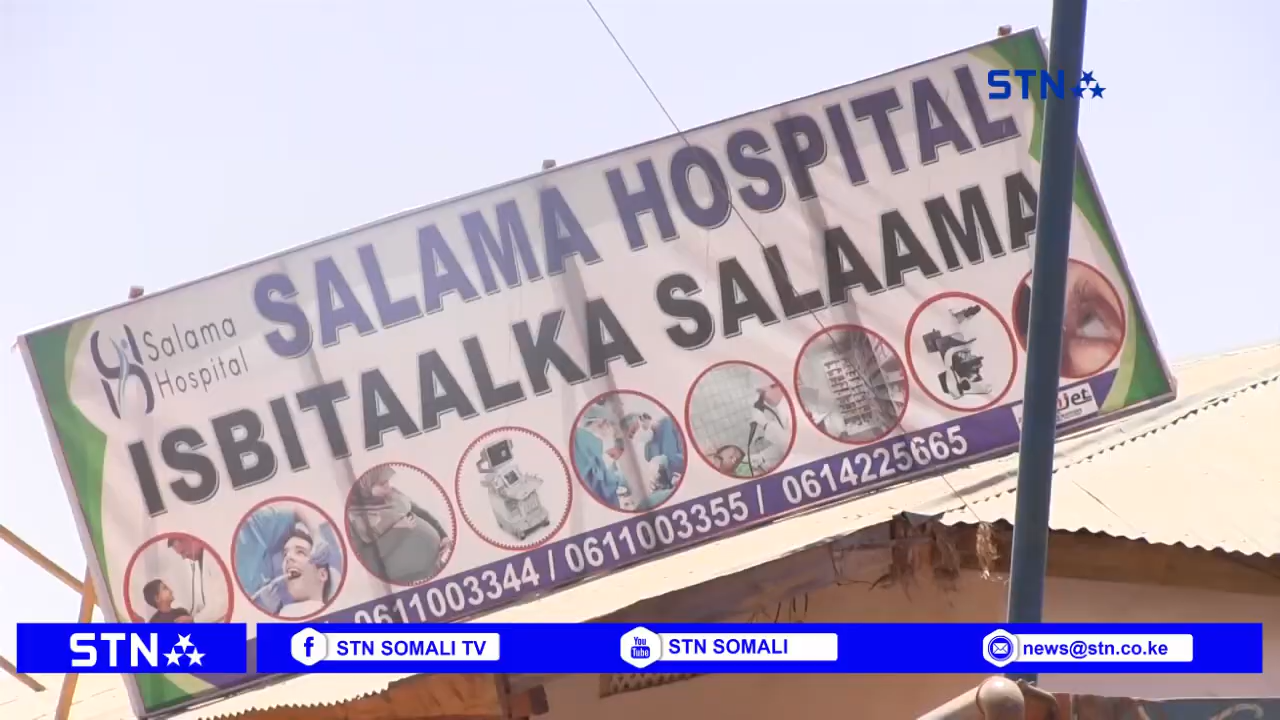 STN
SALAMA HOSPITAL
Salama
Hospital
ISBITAALKA SALAAMA
0611003344 / 0611003355 / 0614225665
STN
STN SOMALI TV
You
Tube
STN SOMALI
news@stn.co.ke